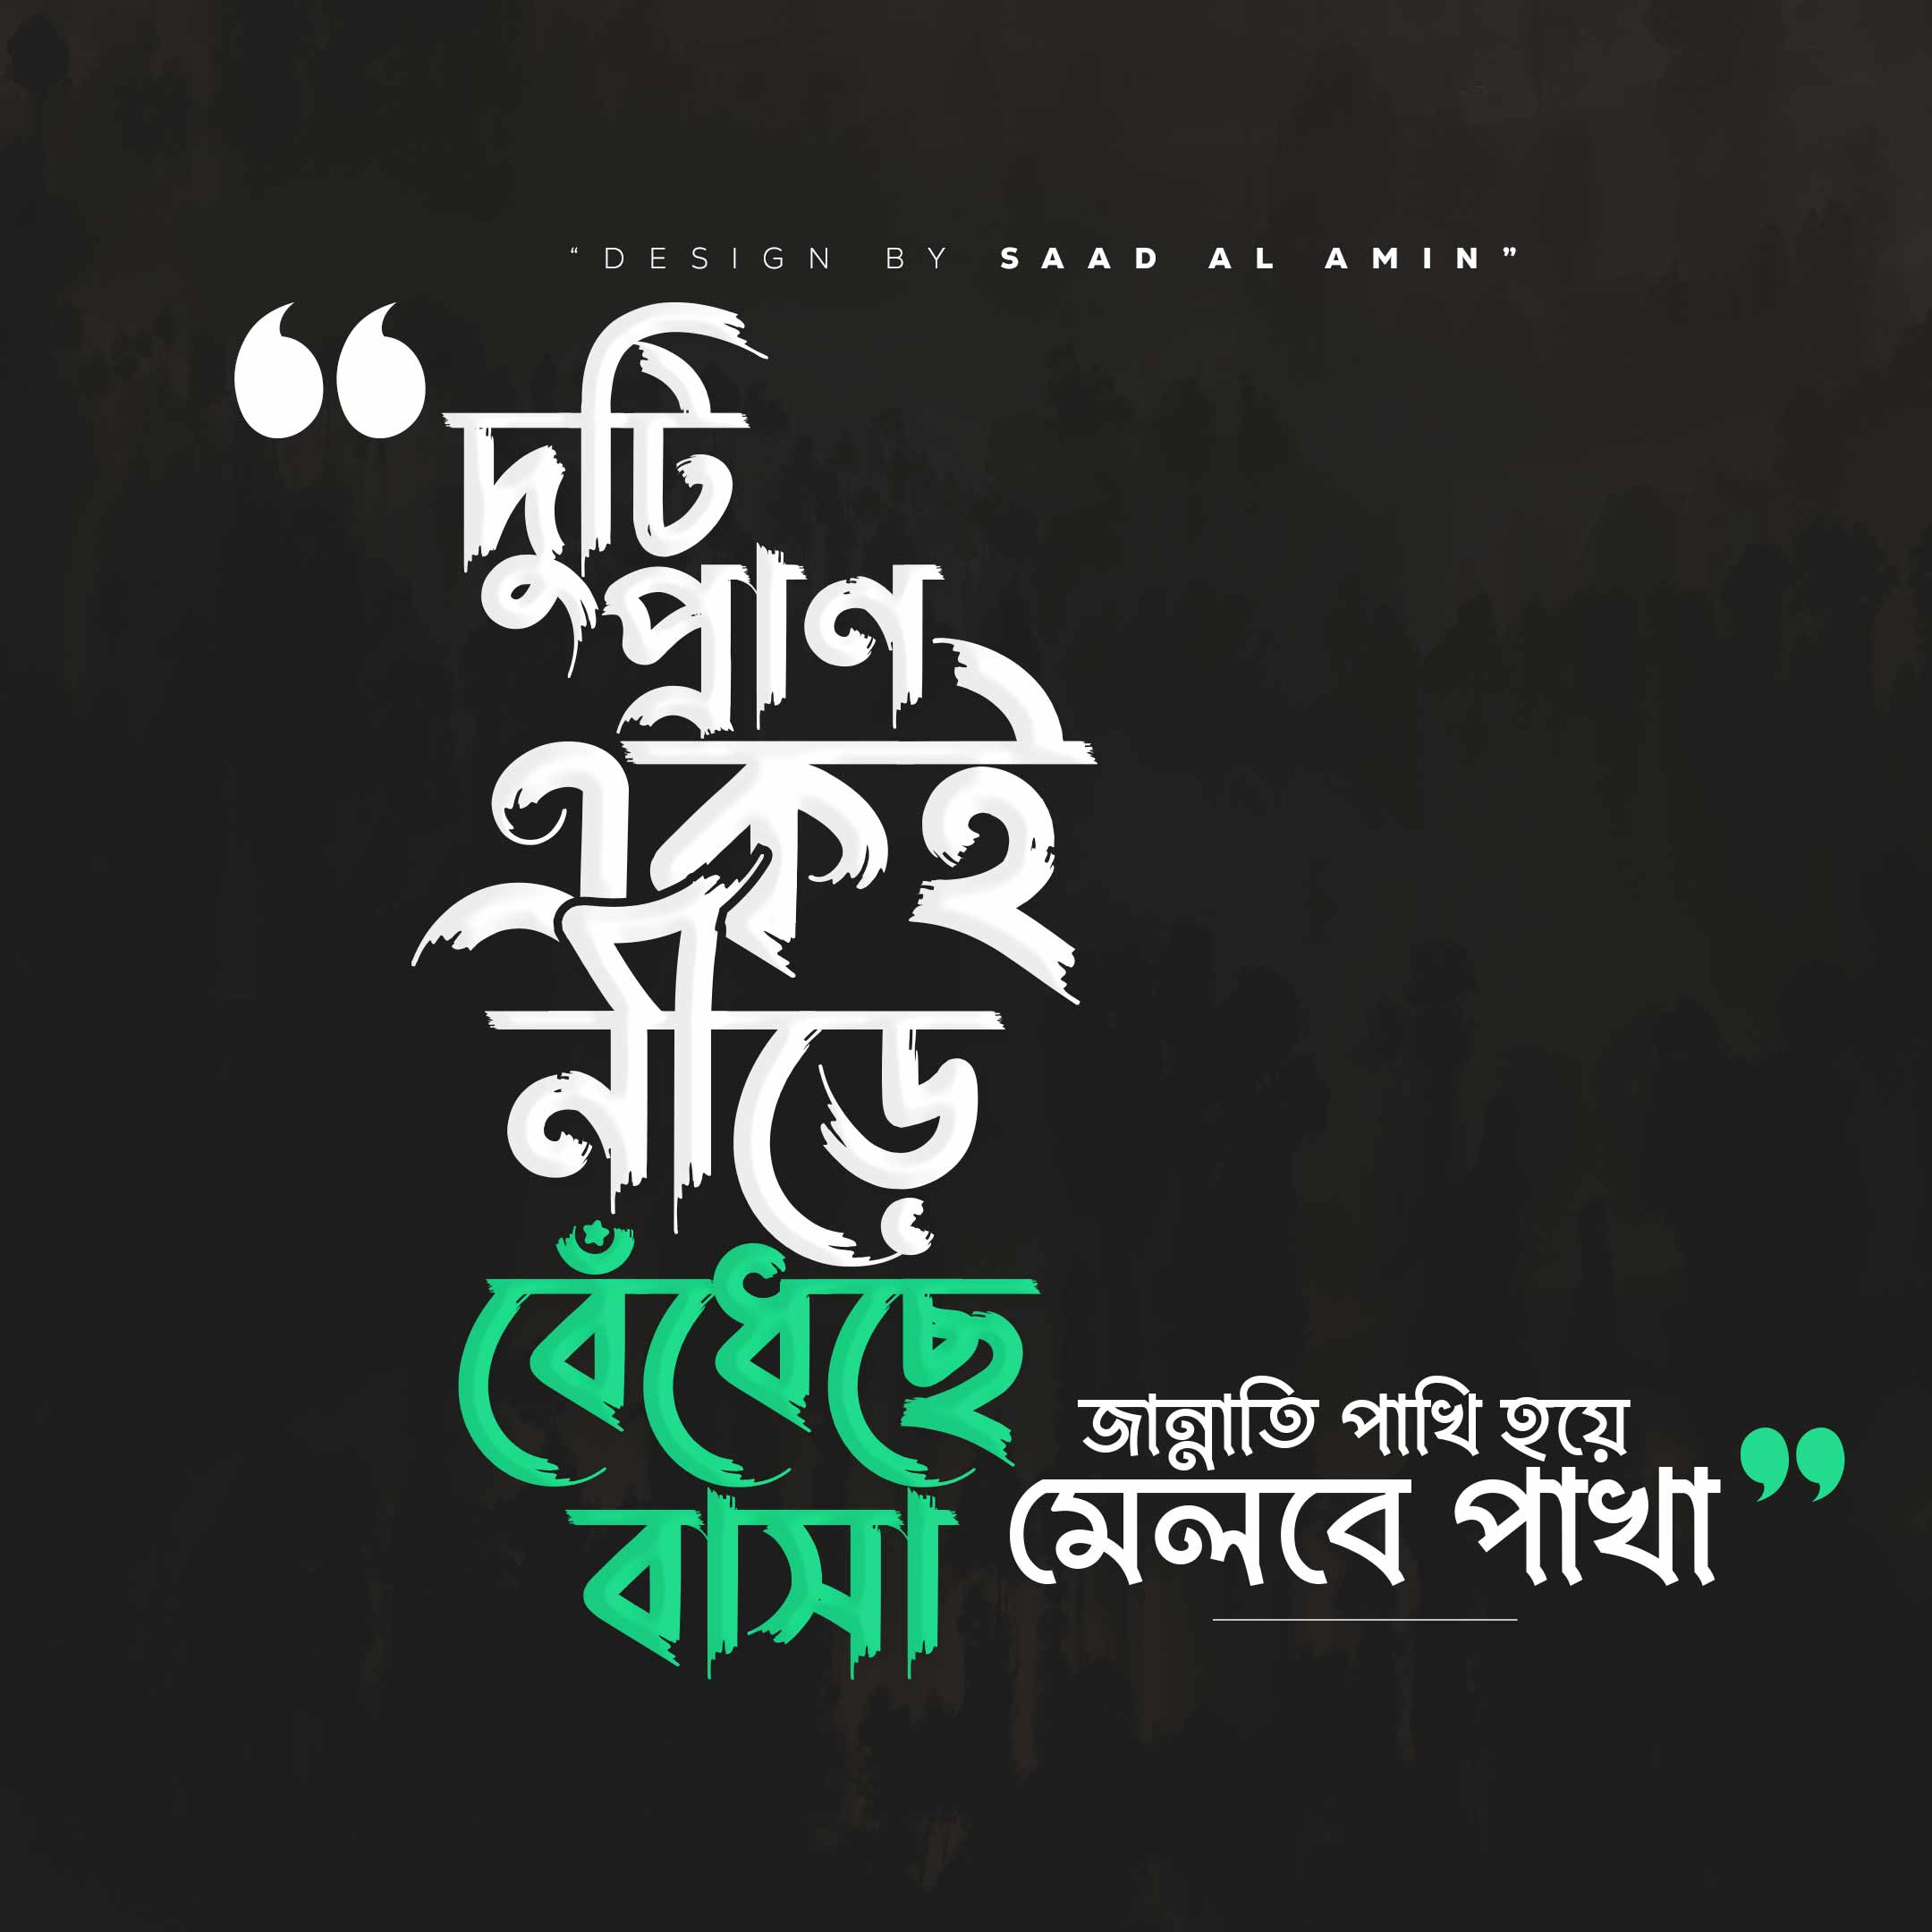 “DESIGN BY SAAD AL AMIN”
“দুটি
প্রাণ
একই
নীড়ে
বেঁধেছে
বাসা
জান্নাতি পাখি হয়ে
মেলবে পাখা”